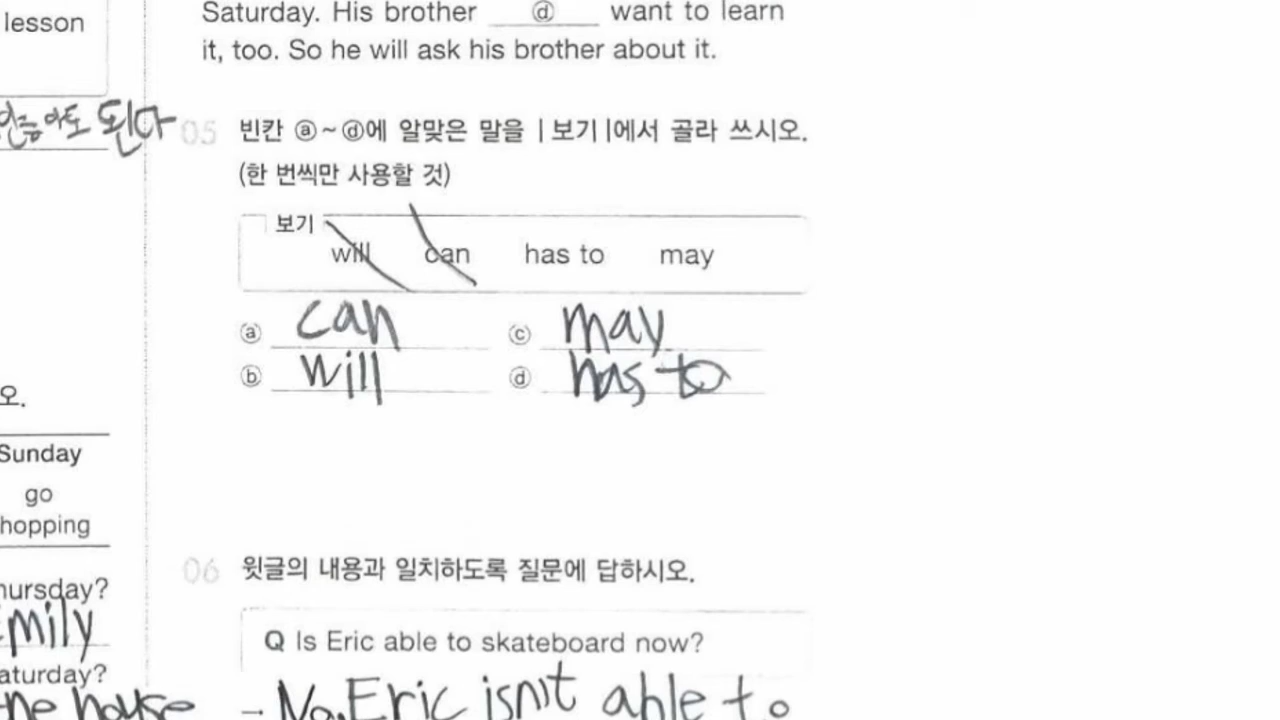 lesson
된다
오.
Sunday
go
hopping
hursday?
mily
aturday?
he house
Saturday. His brother ⓓ want to learn
it, too. So he will ask his brother about it.
05 빈칸 ⓐ~ⓓ에 알맞은 말을 |보기|에서 골라 쓰시오.
(한 번씩만 사용할 것)
보기
will can has to may
ⓐ can ⓒ may
ⓑ will ⓓ has to
06 윗글의 내용과 일치하도록 질문에 답하시오.
Q Is Eric able to skateboard now?
→ No, Eric isn't able to